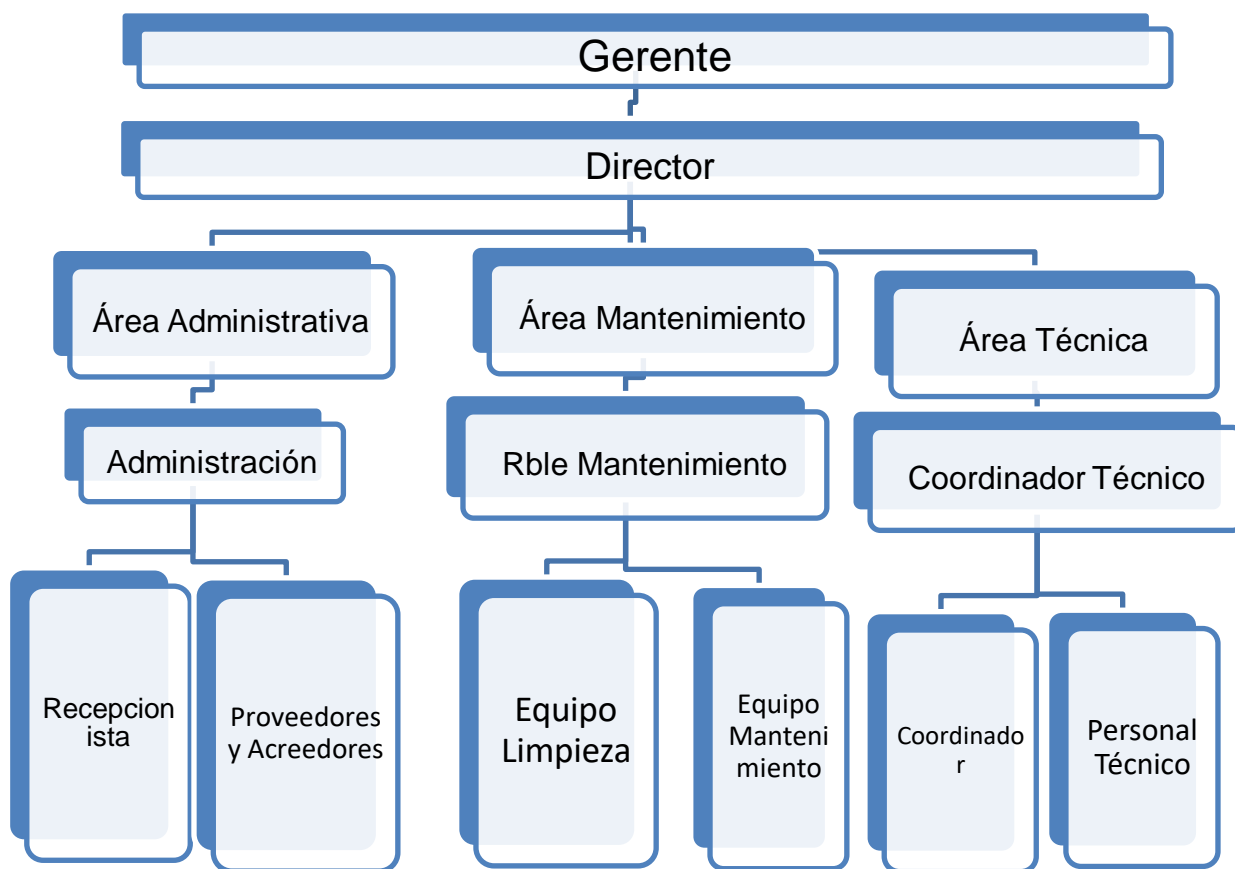 Gerente
Director
Área Administrativa
Área Mantenimiento
Área Técnica
Administración
Rble Mantenimiento
Coordinador Técnico
Recepcion
ista
Proveedores
y Acreedores
Equipo
Limpieza
Equipo
Manteni
miento
Coordinado
r
Personal
Técnico